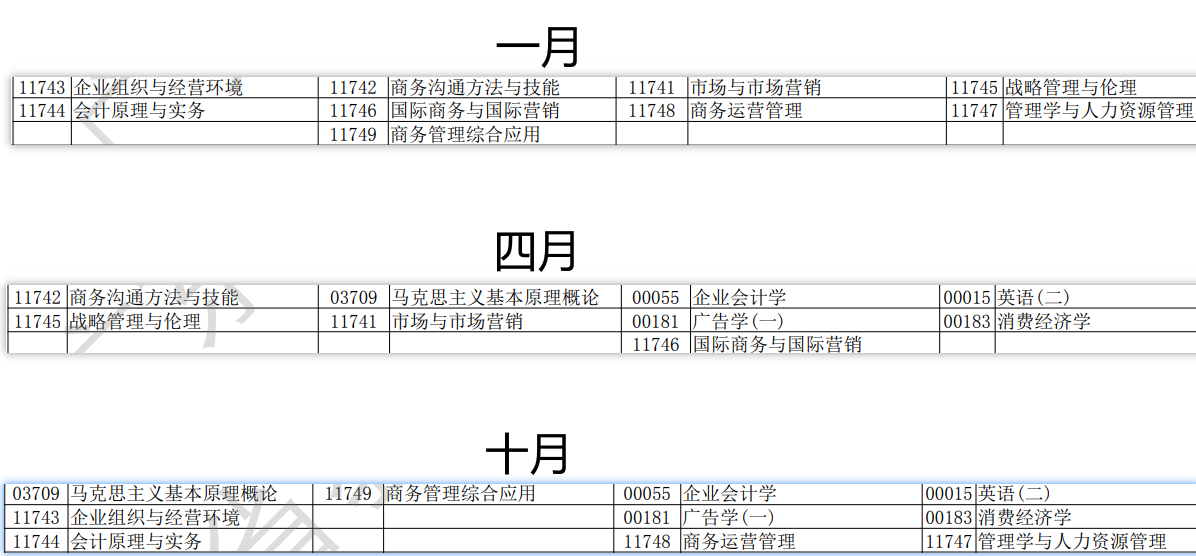 一月
11743 企业组织与经营环境 11742 商务沟通方法与技能 11741 市场与市场营销 11745 战略管理与伦理
11744 会计原理与实务 11746 国际商务与国际营销 11748 商务运营管理 11747 管理学与人力资源管理
11749 商务管理综合应用
四月
11742 商务沟通方法与技能 03709 马克思主义基本原理概论 00055 企业会计学 00015 英语(二)
11745 战略管理与伦理 11741 市场与市场营销 00181 广告学(一) 00183 消费经济学
11746 国际商务与国际营销
十月
03709 马克思主义基本原理概论 11749 商务管理综合应用 00055 企业会计学 00015 英语(二)
11743 企业组织与经营环境 00181 广告学(一) 00183 消费经济学
11744 会计原理与实务 11748 商务运营管理 11747 管理学与人力资源管理